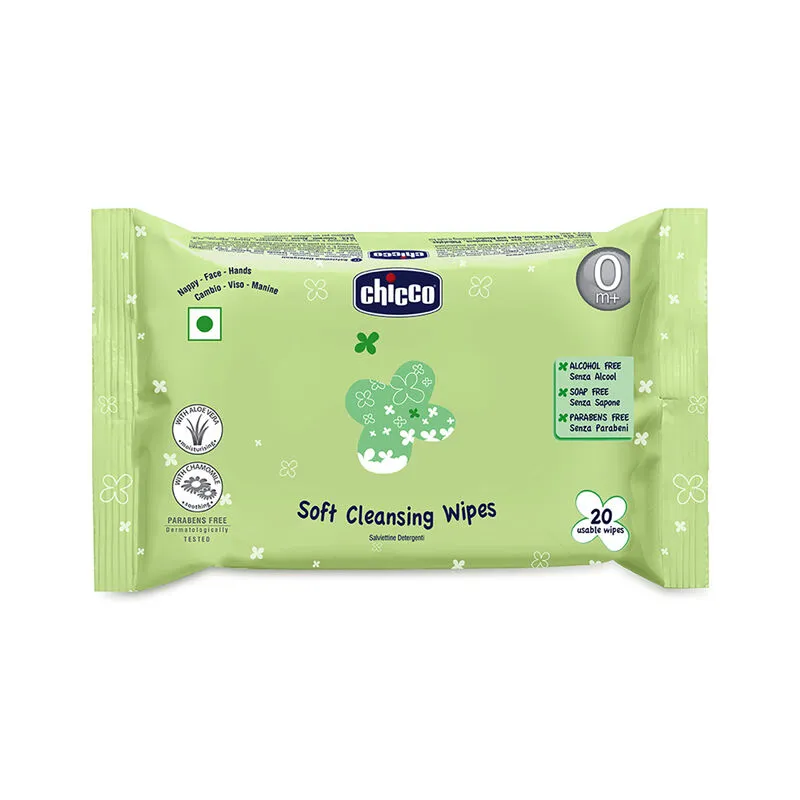 chicco
chicco
Nappy - Face - Hands
Cambio - Viso - Manine
0
m+
ALCOHOL FREE
Senza Alcool
SOAP FREE
Senza Sapone
PARABENS FREE
Senza Parabeni
WITH ALOE VERA
moisturising
WITH CHAMOMILE
soothing
PARABENS FREE
Dermatologically
TESTED
Soft Cleansing Wipes
Salviettine Detergenti
20
usable wipes